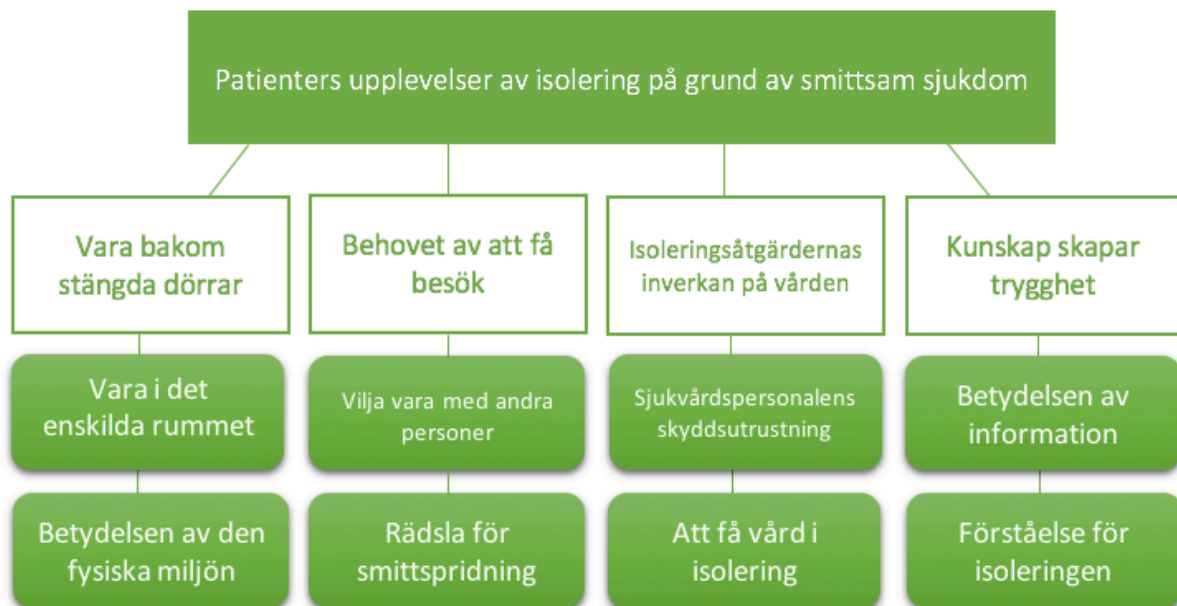 Patienters upplevelser av isolering på grund av smittsam sjukdom
Vara bakom
stängda dörrar
Behovet av att få
besök
Isoleringsåtgärdernas
inverkan på vården
Kunskap skapar
trygghet
Vara i det
enskilda rummet
Vilja vara med andra
personer
Sjukvårdspersonalens
skyddsutrustning
Betydelsen av
information
Betydelsen av den
fysiska miljön
Rädsla för
smittspridning
Att få vård i
isolering
Förståelse för
isoleringen